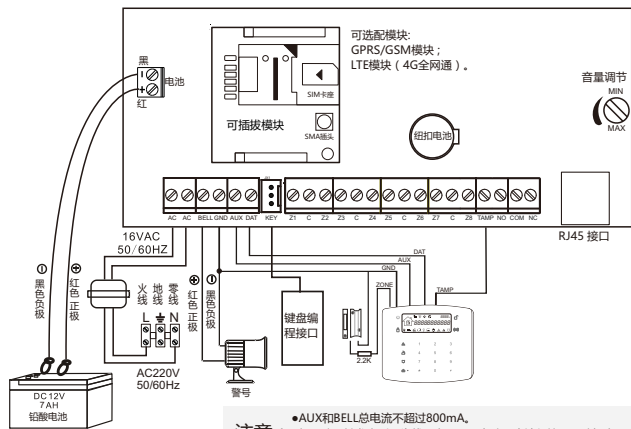 可选配模块:
GPRS/GSM模块；
LTE模块（4G全网通）。
黑
电池
红
SIM卡座
可插拔模块
SMA插头
纽扣电池
音量调节
MIN
MAX
AC AC BELL GND AUX DAT KEY Z1 C Z2 Z3 C Z4 Z5 C Z6 Z7 C Z8 TAMP NO COM NC
RJ45 接口
16VAC
50/60HZ
DAT
AUX
GND
ZONE
TAMP
黑色负极
红色正极
火线
地线
零线
L N
红色正极
黑色负极
键盘编
程接口
2.2K
AC220V
50/60Hz
警号
DC12V
7AH
铅酸电池
注意
●AUX和BELL总电流不超过800mA。